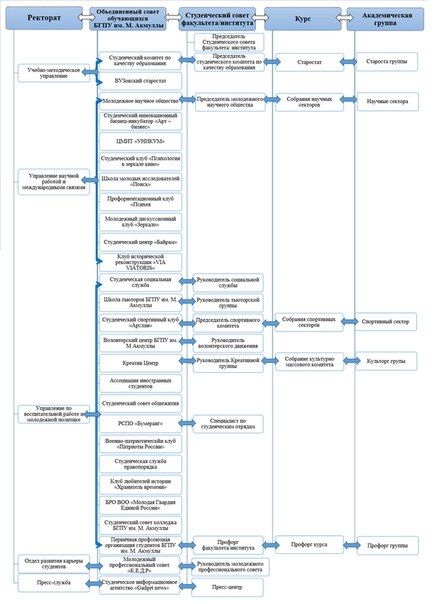 Ректорат
Объединенный совет
обучающихся
БГПУ им. М. Акмуллы
Студенческий совет
факультета/института
Курс
Академическая
группа
Председатель
Студенческого совета
факультета/ института
Учебно-методическое
управление
Студенческий комитет по
качеству образования
Председатель
студенческого комитета по
качеству образования
Старостат
Староста группы
ВУЗовский старостат
Управление научной
работой и
международными связями
Молодежное научное общество
Председатель молодежного
научного общества
Собрания научных
секторов
Научные сектора
Студенческий инновационный
бизнес-инкубатор «Арт –
бизнес»
ЦМИТ «УНИКУМ»
Студенческий клуб «Психология
в зеркале кино»
Школа молодых исследователей
«Поиск»
Профориентационный клуб
Молодежный дискуссионный
клуб «Зеркало»
Студенческий центр «Байрам»
Клуб исторической
реконструкции «VIA
VIATORIS»
Управление по
воспитательной работе и
молодежной политике
Студенческая социальная
служба
Руководитель социальной
службы
Школа тьюторов БГПУ им. М.
Акмуллы
Руководитель
тьюторской группы
Студенческий спортивный клуб
«Арслан»
Председатель спортивного
комитета
Собрания спортивных
секторов
Спортивный сектор
Волонтерский центр БГПУ им
М. Акмуллы
Руководитель
волонтерского движения
Креатив Центр
Руководитель Креативной
группы
Собрание культурно
массового комитета
Культорг группы
Ассоциация иностранных
студентов
Студенческий совет общежития
РСПО «Бумеранг»
Специалист по
студенческим отрядам
Военно-патриотический клуб
«Патриоты России»
Студенческая служба
правопорядка
Клуб любителей истории
«Хранитель времени»
БРО ВОО «Молодая Гвардия
Единой России»
Студенческий совет колледжа
БГПУ им. М. Акмуллы
Первичная профсоюзная
организация студентов БГПУ
им. М. Акмуллы
Профорг
факультета/института
Профорг курса
Профорг группы
Отдел развития карьеры
студентов
Молодежный
профессиональный совет
«К.Е.Д.Р»
Руководитель молодежного
профессионального совета
Пресс-служба
Студенческое информационное
агентство «Gadget news»
Пресс-центр